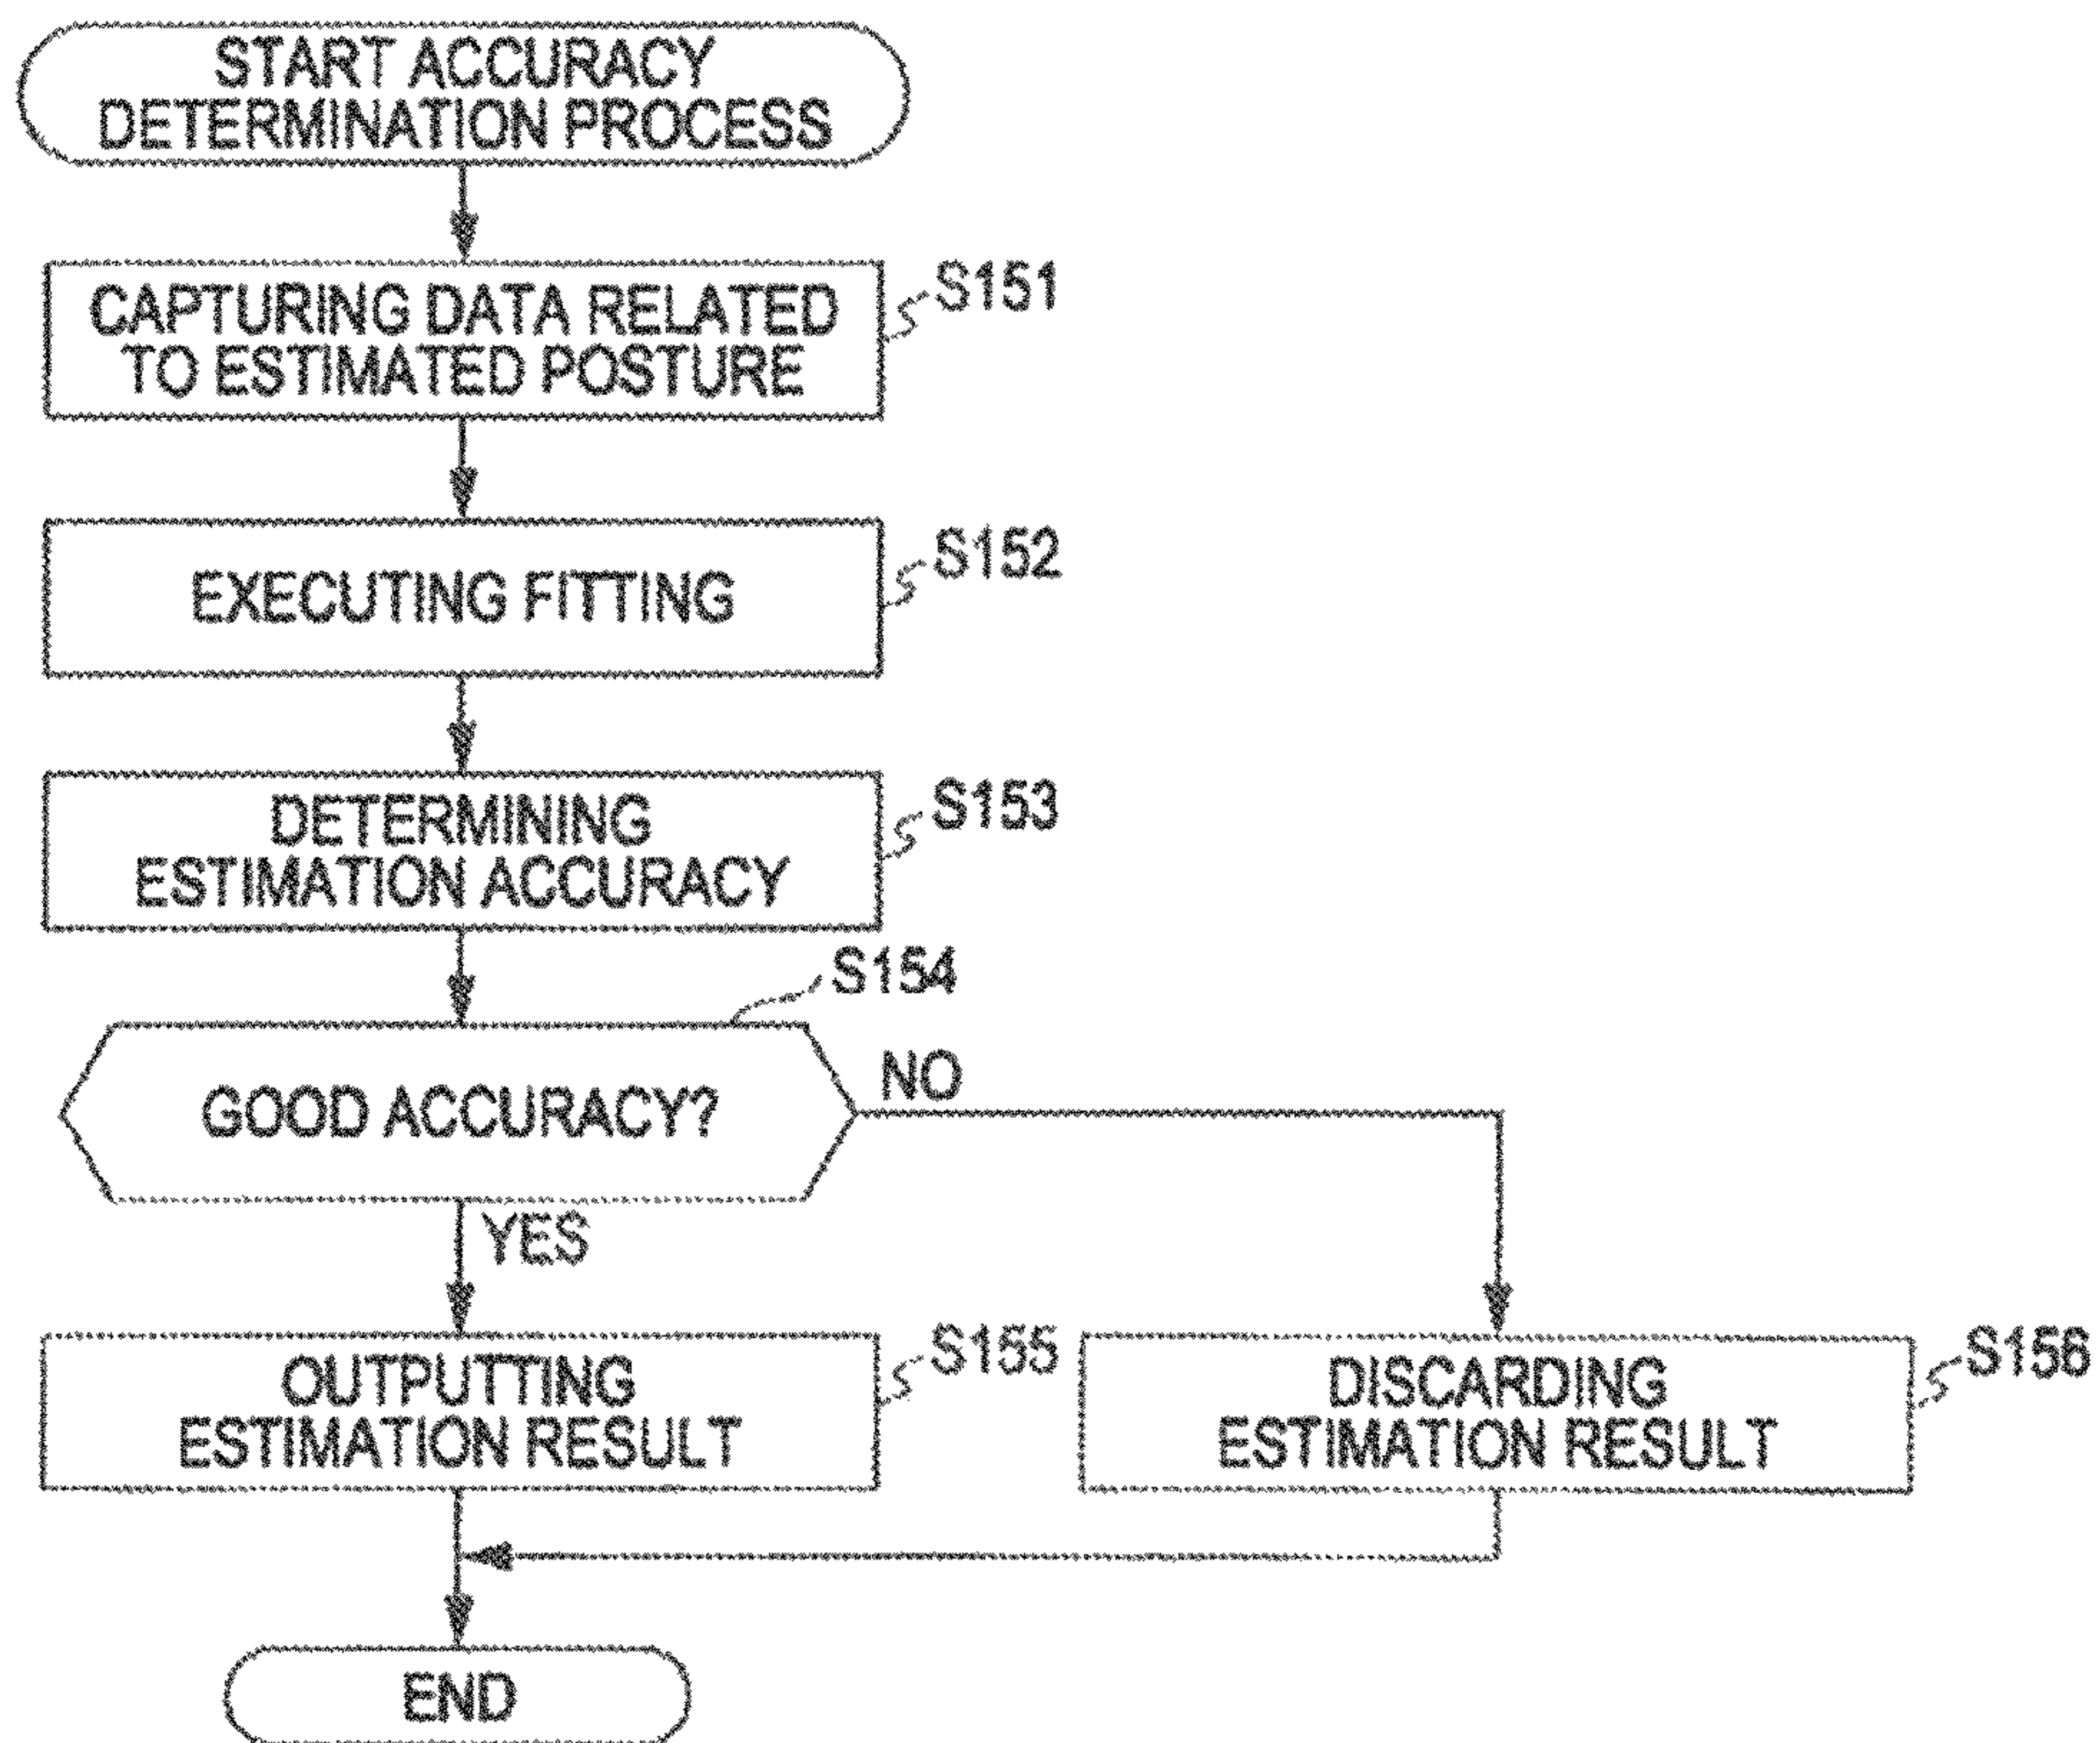 START ACCURACY
DETERMINATION PROCESS
CAPTURING DATA RELATED
TO ESTIMATED POSTURE
S151
EXECUTING FITTING
S152
DETERMINING
ESTIMATION ACCURACY
S153
S154
GOOD ACCURACY?
NO
YES
OUTPUTTING
ESTIMATION RESULT
S155
DISCARDING
ESTIMATION RESULT
S156
END